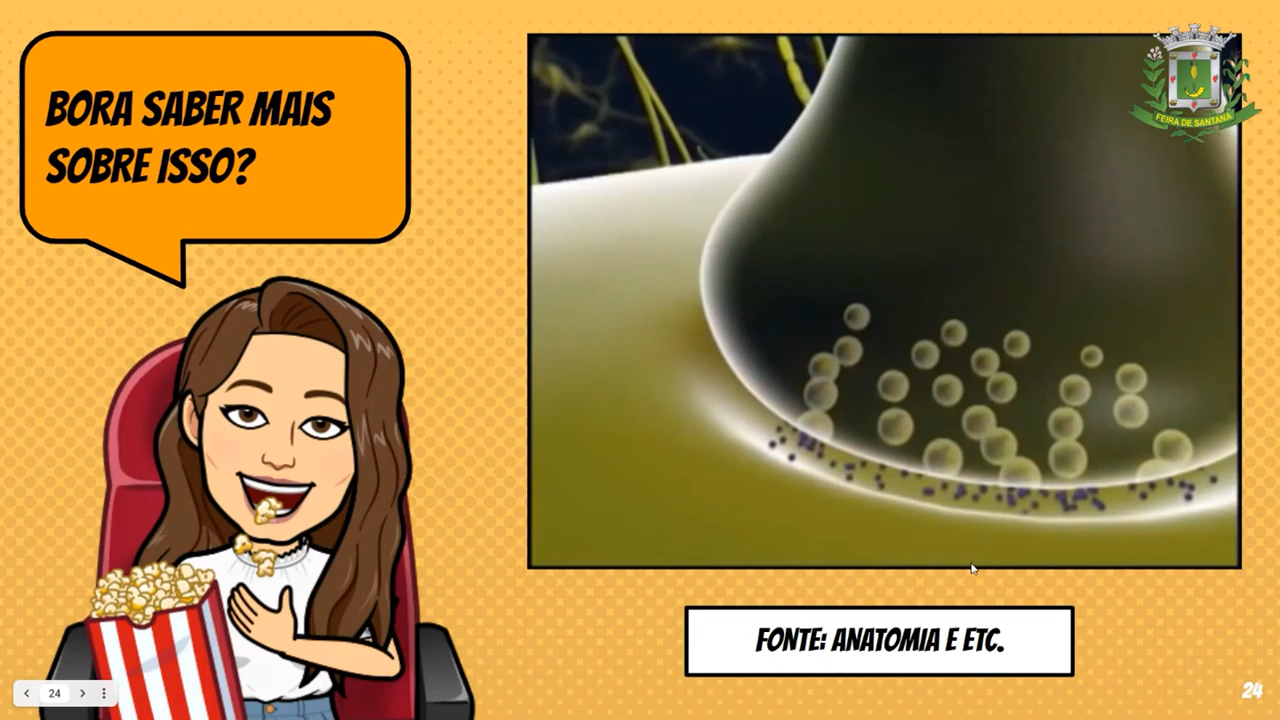 BORA SABER MAIS
SOBRE ISSO?
FEIRA DE SANTANA
FONTE: ANATOMIA E ETC.
24
24